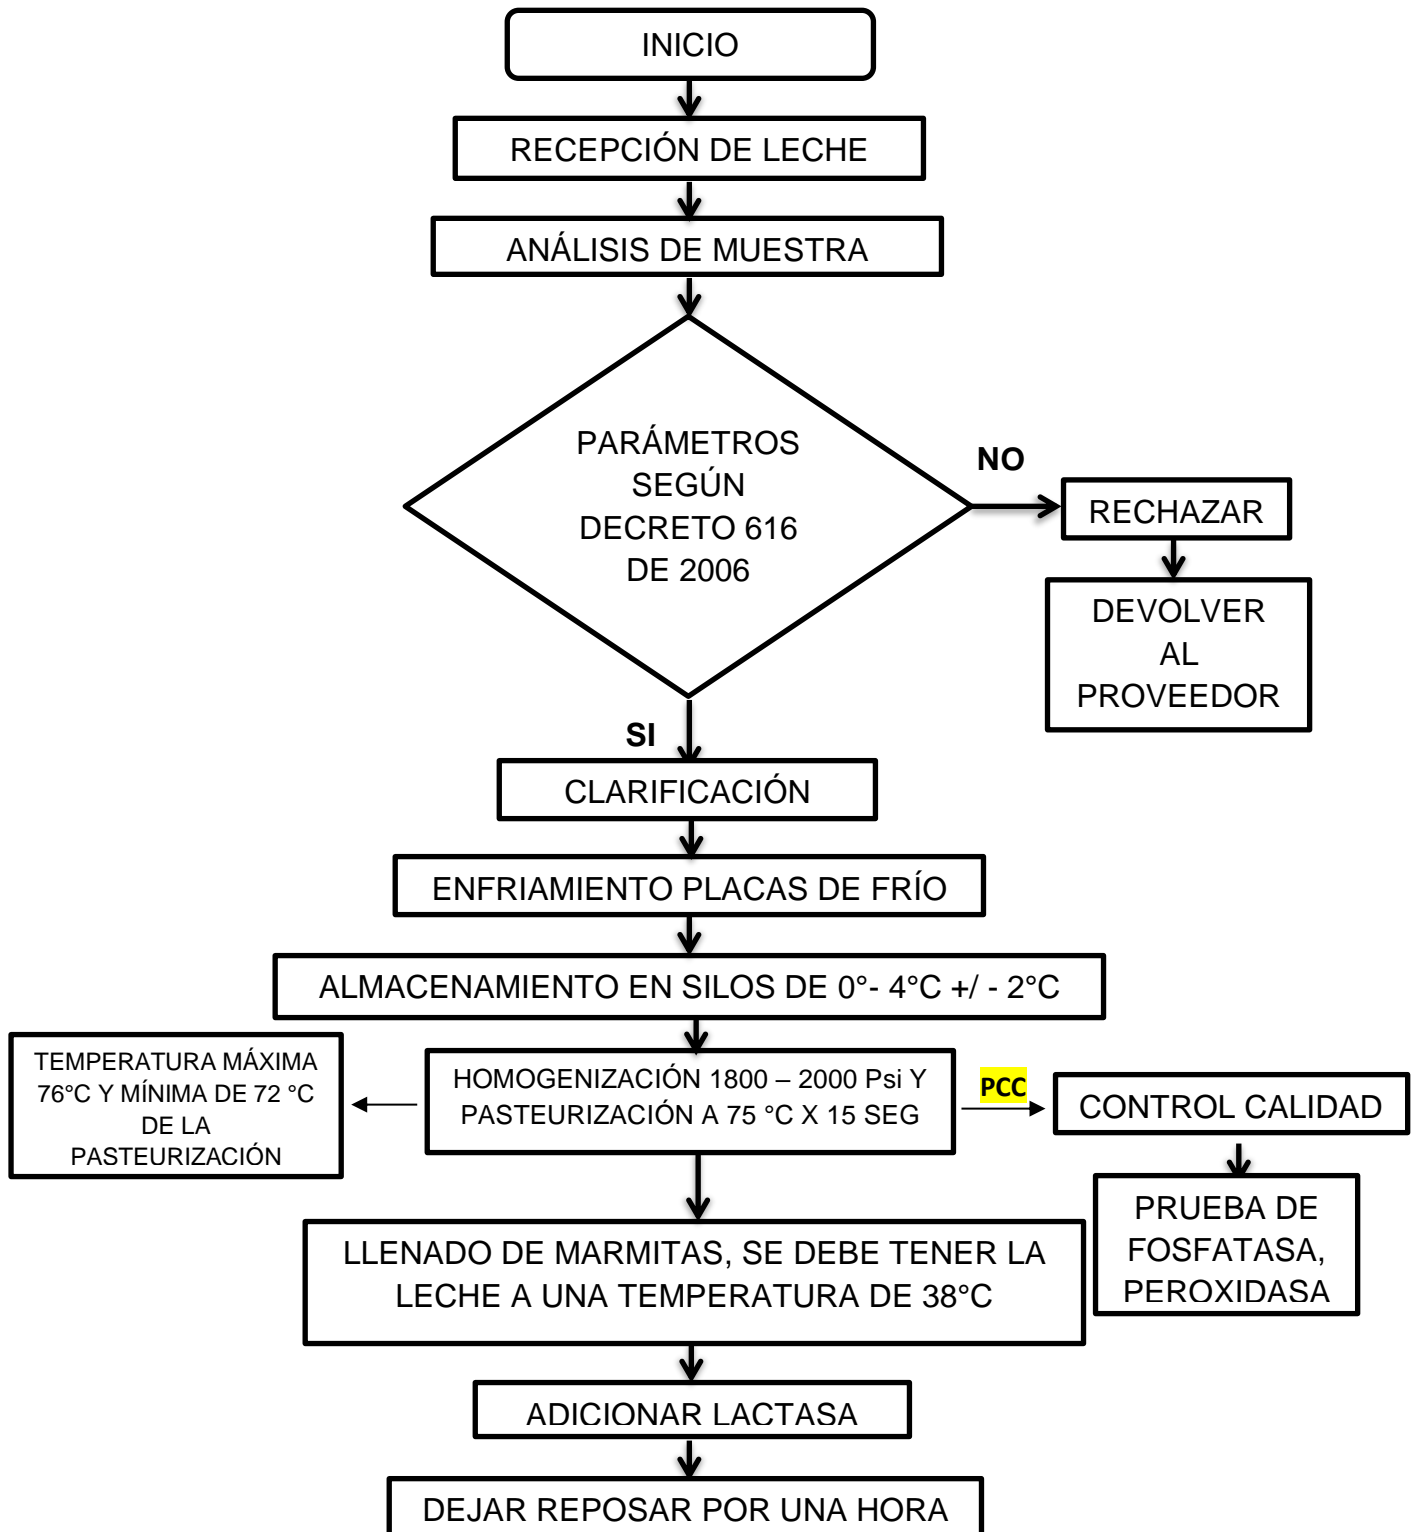 INICIO
RECEPCIÓN DE LECHE
ANÁLISIS DE MUESTRA
PARÁMETROS
SEGÚN
DECRETO 616
DE 2006
NO
RECHAZAR
DEVOLVER
AL
PROVEEDOR
SI
CLARIFICACIÓN
ENFRIAMIENTO PLACAS DE FRÍO
ALMACENAMIENTO EN SILOS DE 0°- 4°C +/ - 2°C
TEMPERATURA MÁXIMA
76°C Y MÍNIMA DE 72 °C
DE LA
PASTEURIZACIÓN
HOMOGENIZACIÓN 1800 – 2000 Psi Y
PASTEURIZACIÓN A 75 °C X 15 SEG
PCC
CONTROL CALIDAD
PRUEBA DE
FOSFATASA,
PEROXIDASA
LLENADO DE MARMITAS, SE DEBE TENER LA
LECHE A UNA TEMPERATURA DE 38°C
ADICIONAR LACTASA
DEJAR REPOSAR POR UNA HORA